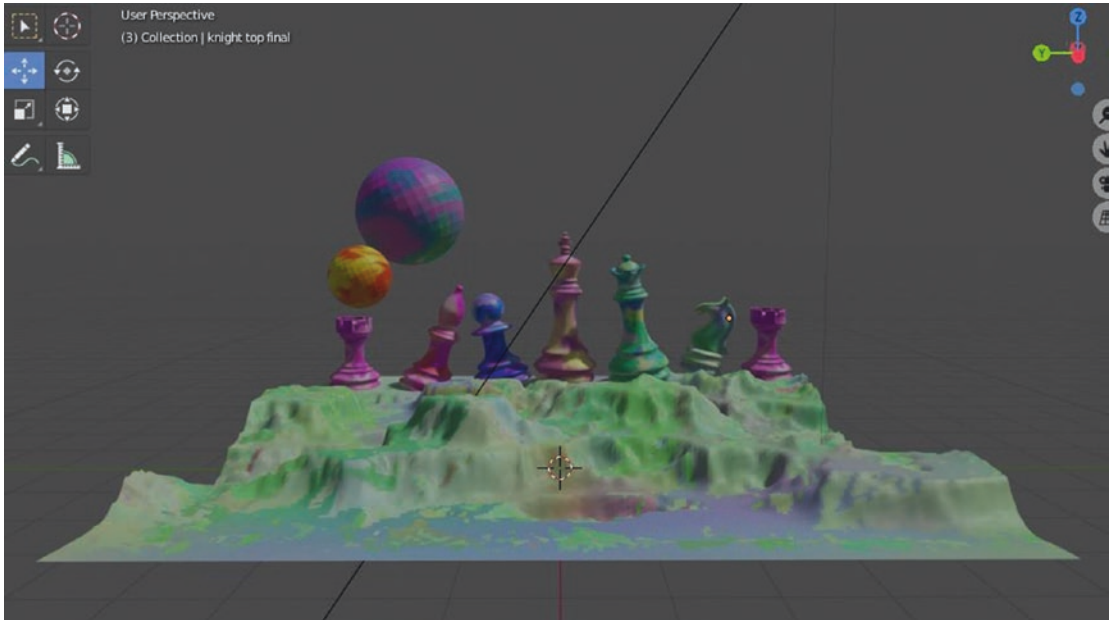 User Perspective
(3) Collection | knight top final
Z
Y